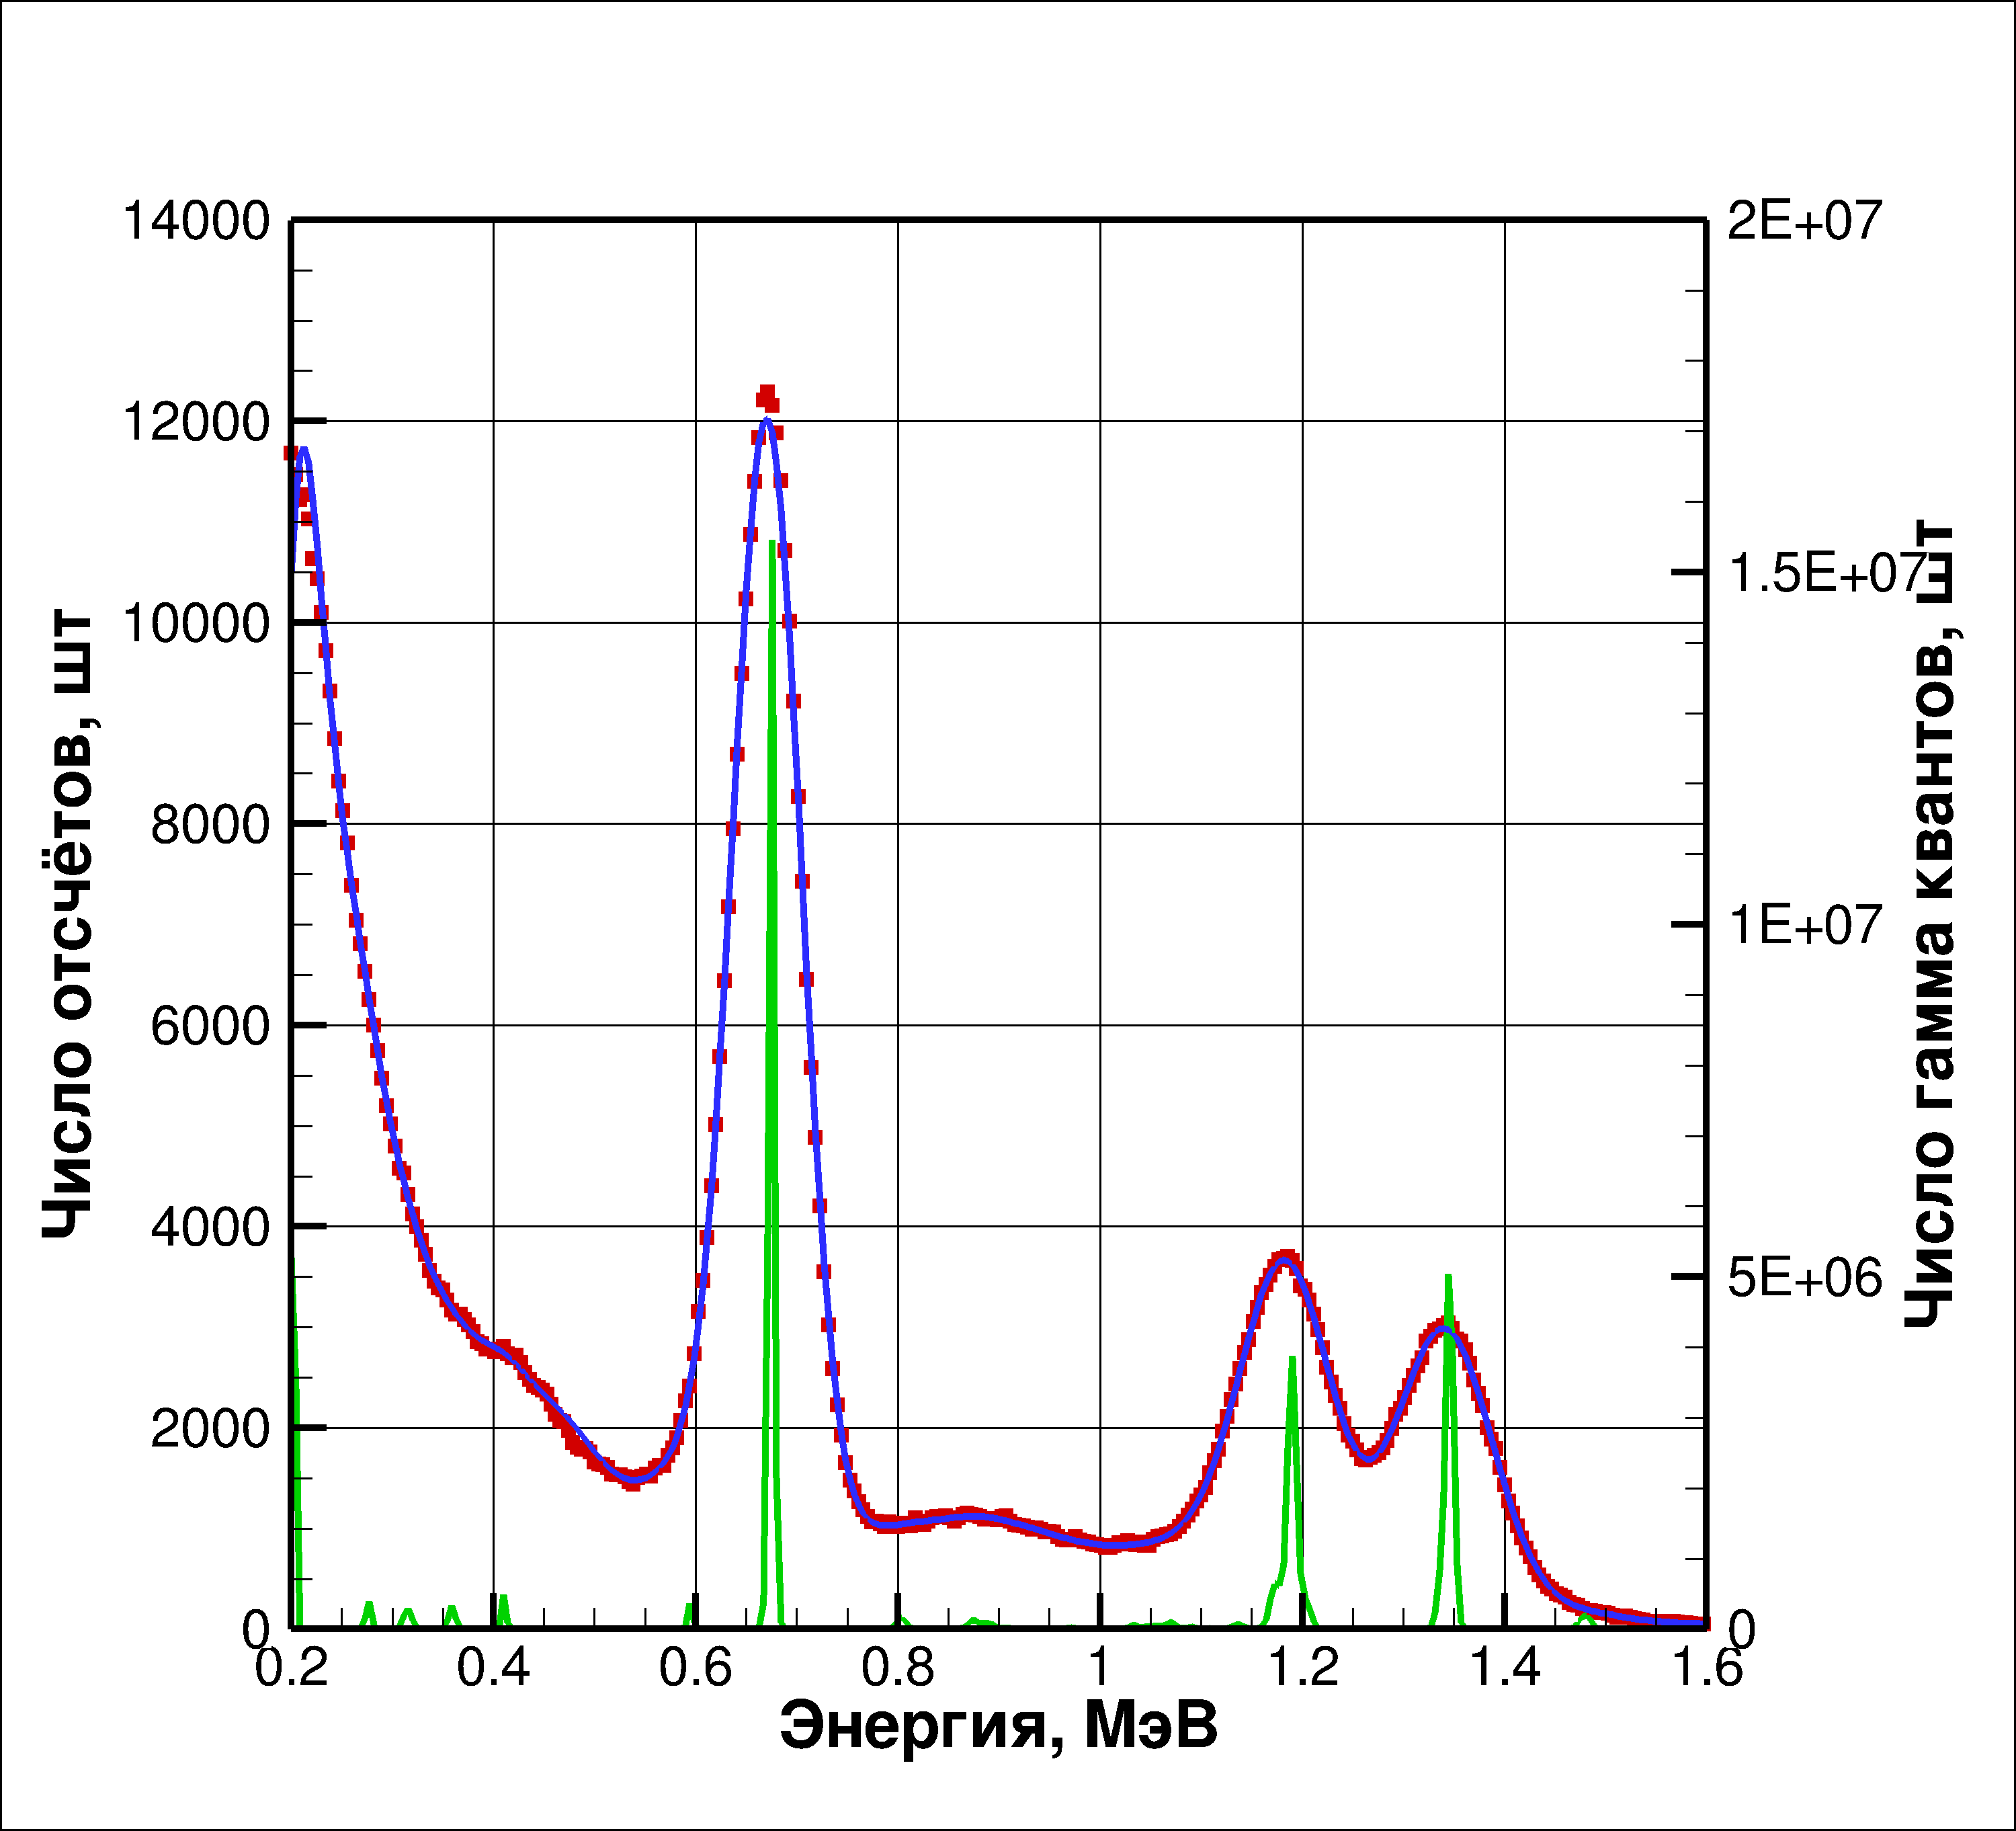 14000
12000
10000
8000
6000
4000
2000
0
Число отсчётов, шт
2E+07
1.5E+07
1E+07
5E+06
0
Число гамма квантов, шт
0.2 0.4 0.6 0.8 1 1.2 1.4 1.6
Энергия, МэВ